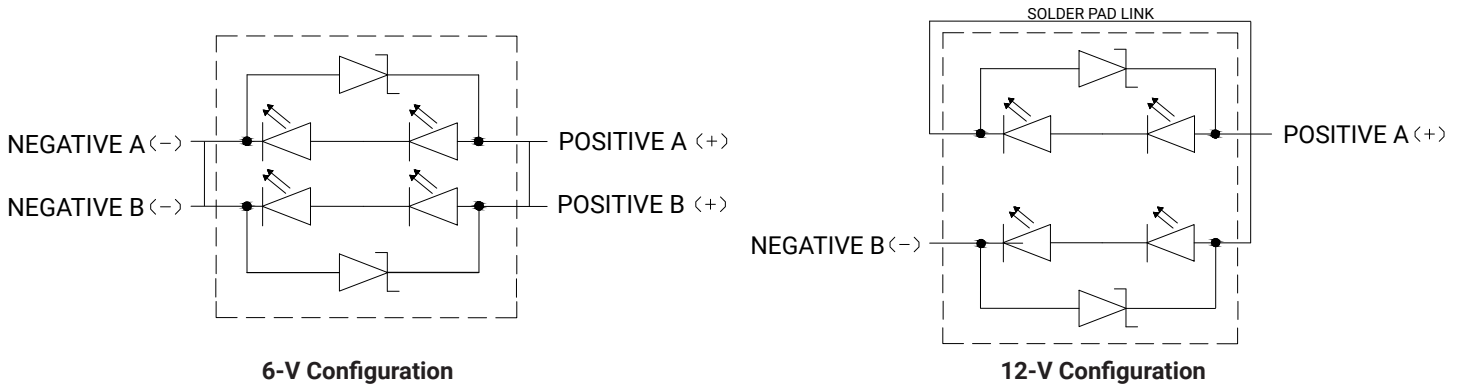 SOLDER PAD LINK
NEGATIVE A (−)
POSITIVE A (+)
POSITIVE A (+)
NEGATIVE B (−)
POSITIVE B (+)
NEGATIVE B (−)
6-V Configuration
12-V Configuration